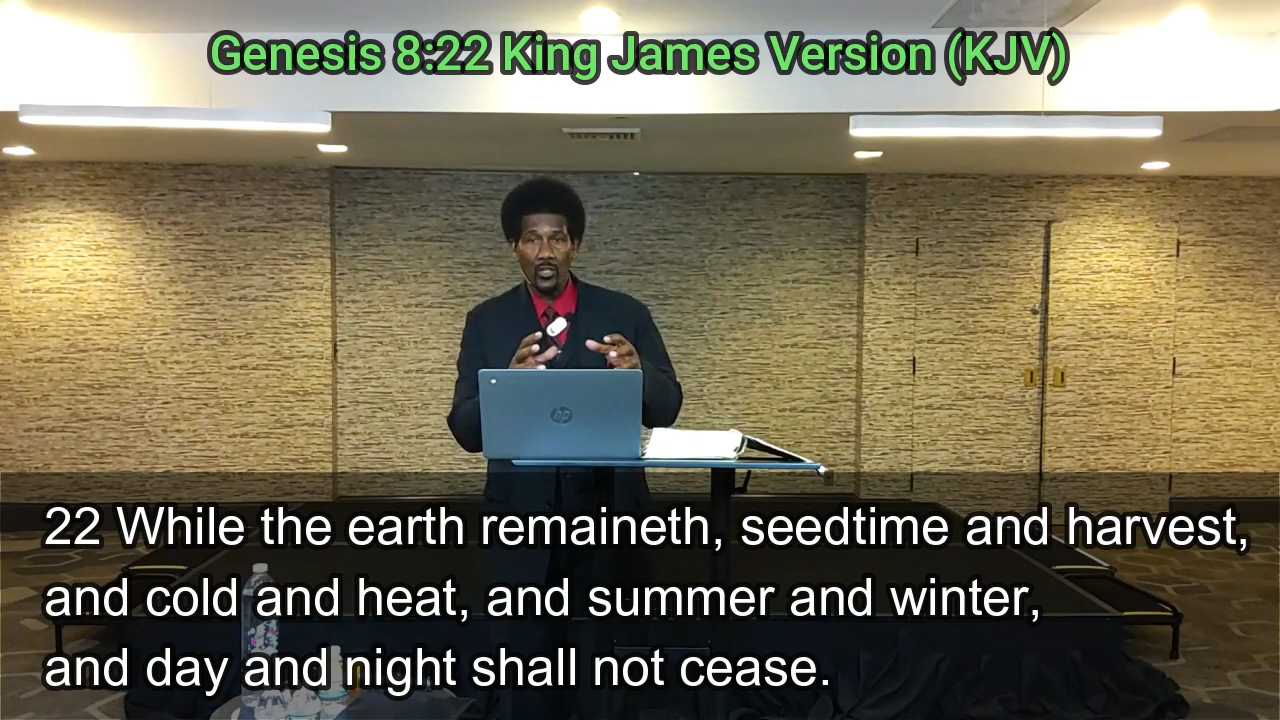 Genesis 8:22 King James Version (KJV)
hp
22 While the earth remaineth, seedtime and harvest,
and cold and heat, and summer and winter,
and day and night shall not cease.